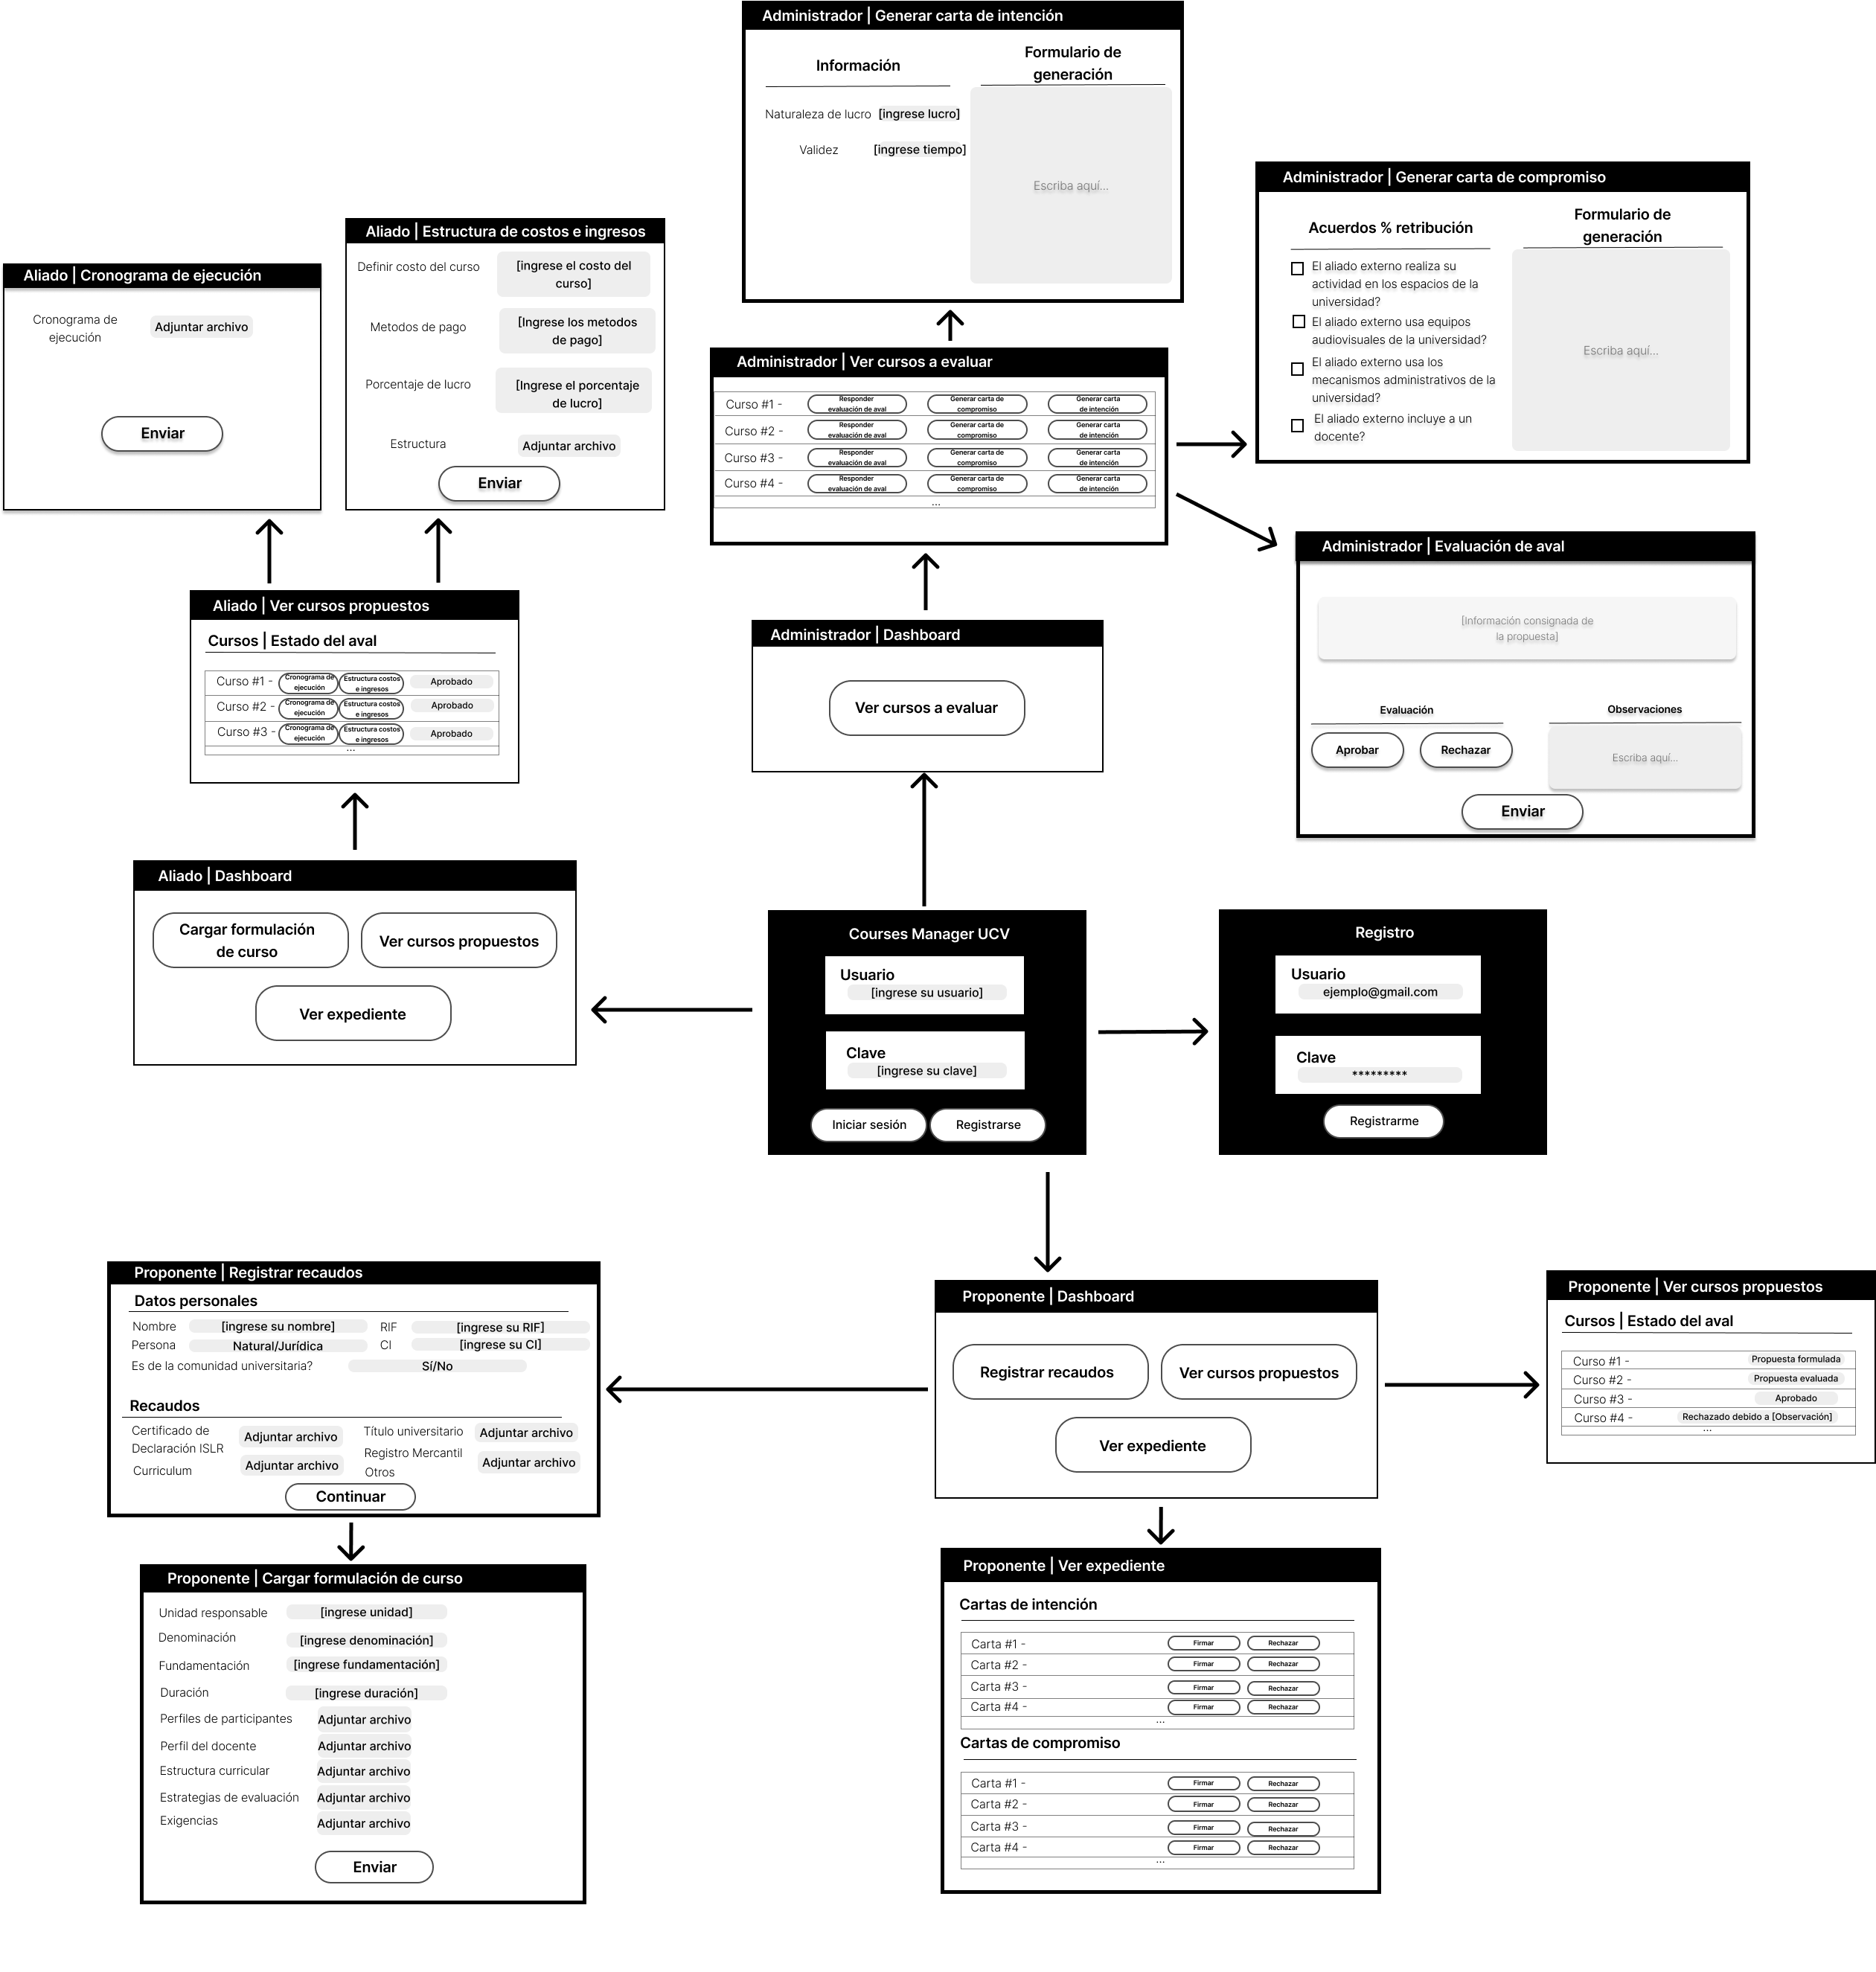 Administrador | Generar carta de intención
Información
Formulario de
generación
Naturaleza de lucro [ingrese lucro]
Validez [ingrese tiempo]
Escriba aquí...
Administrador | Generar carta de compromiso
Acuerdos % retribución
Formulario de
generación
El aliado externo realiza su
actividad en los espacios de la
universidad?
El aliado externo usa equipos
audiovisuales de la universidad?
El aliado externo usa los
mecanismos administrativos de la
universidad?
El aliado externo incluye a un
docente?
Escriba aquí...
Aliado | Cronograma de ejecución
Cronograma de
ejecución
Adjuntar archivo
Enviar
Aliado | Estructura de costos e ingresos
Definir costo del curso
[ingrese el costo del
curso]
Metodos de pago
[Ingrese los metodos
de pago]
Porcentaje de lucro
[Ingrese el porcentaje
de lucro]
Estructura
Adjuntar archivo
Enviar
Administrador | Ver cursos a evaluar
Curso #1 -
Responder
evaluación de aval
Generar carta de
compromiso
Generar carta
de intención
Curso #2 -
Responder
evaluación de aval
Generar carta de
compromiso
Generar carta
de intención
Curso #3 -
Responder
evaluación de aval
Generar carta de
compromiso
Generar carta
de intención
Curso #4 -
Responder
evaluación de aval
Generar carta de
compromiso
Generar carta
de intención
...
Administrador | Evaluación de aval
[Información consignada de
la propuesta]
Evaluación
Observaciones
Aprobar
Rechazar
Escriba aquí...
Enviar
Aliado | Ver cursos propuestos
Cursos | Estado del aval
Curso #1 -
Cronograma de
ejecución
Estructura costos
e ingresos
Aprobado
Curso #2 -
Cronograma de
ejecución
Estructura costos
e ingresos
Aprobado
Curso #3 -
Cronograma de
ejecución
Estructura costos
e ingresos
Aprobado
...
Administrador | Dashboard
Ver cursos a evaluar
Aliado | Dashboard
Cargar formulación
de curso
Ver cursos propuestos
Ver expediente
Courses Manager UCV
Usuario
[ingrese su usuario]
Clave
[ingrese su clave]
Iniciar sesión
Registrarse
Registro
Usuario
ejemplo@gmail.com
Clave
*********
Registrarme
Proponente | Registrar recaudos
Datos personales
Nombre [ingrese su nombre] RIF [ingrese su RIF]
Persona Natural/Jurídica CI [ingrese su CI]
Es de la comunidad universitaria? Sí/No
Recaudos
Certificado de
Declaración ISLR
Adjuntar archivo
Título universitario
Adjuntar archivo
Registro Mercantil
Curriculum
Adjuntar archivo
Otros
Adjuntar archivo
Continuar
Proponente | Dashboard
Registrar recaudos
Ver cursos propuestos
Ver expediente
Proponente | Ver cursos propuestos
Cursos | Estado del aval
Curso #1 - Propuesta formulada
Curso #2 - Propuesta evaluada
Curso #3 - Aprobado
Curso #4 - Rechazado debido a [Observación]
...
Proponente | Cargar formulación de curso
Unidad responsable [ingrese unidad]
Denominación [ingrese denominación]
Fundamentación [ingrese fundamentación]
Duración [ingrese duración]
Perfiles de participantes Adjuntar archivo
Perfil del docente Adjuntar archivo
Estructura curricular Adjuntar archivo
Estrategias de evaluación Adjuntar archivo
Exigencias Adjuntar archivo
Enviar
Proponente | Ver expediente
Cartas de intención
Carta #1 - Firmar Rechazar
Carta #2 - Firmar Rechazar
Carta #3 - Firmar Rechazar
Carta #4 - Firmar Rechazar
...
Cartas de compromiso
Carta #1 - Firmar Rechazar
Carta #2 - Firmar Rechazar
Carta #3 - Firmar Rechazar
Carta #4 - Firmar Rechazar
...